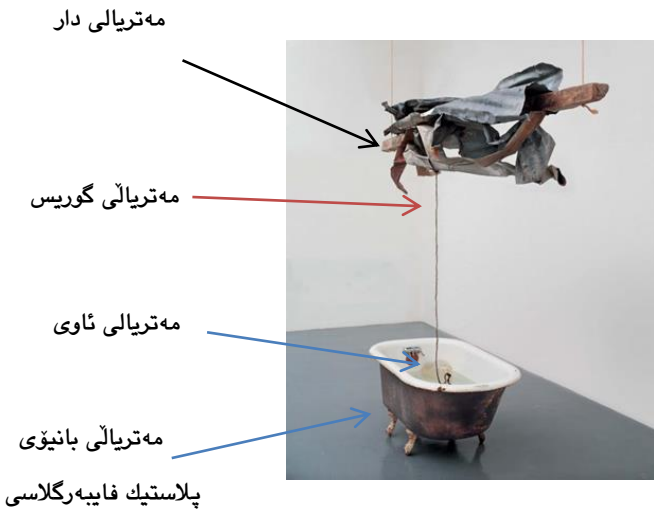 مەتریالی دار
مەتریاڵی گوریس
مەتریالی ئاوی
مەتریاڵی بانیۆی
پلاستیك فایبەرگلاسی